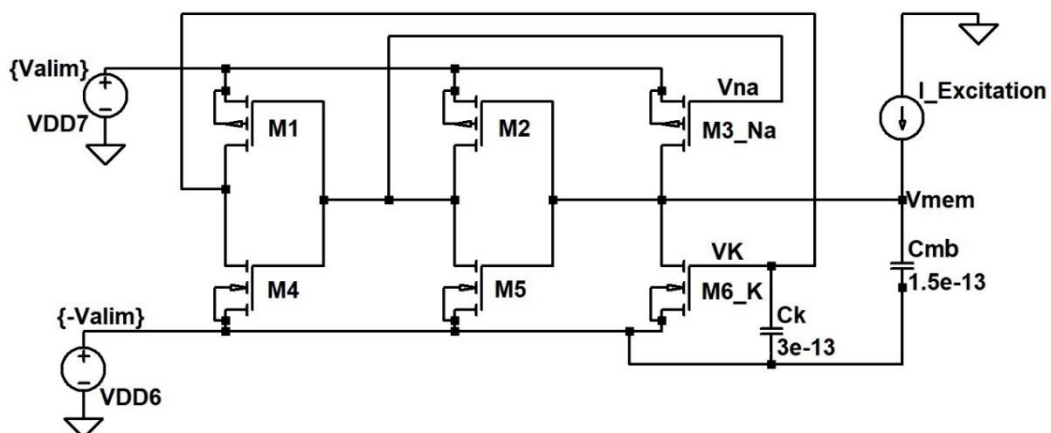 {Valim}
VDD7
M1
M2
Vna
M3_Na
I_Excitation
Vmem
VK
M4
M5
M6_K
Cmb
1.5e-13
Ck
3e-13
{-Valim}
VDD6